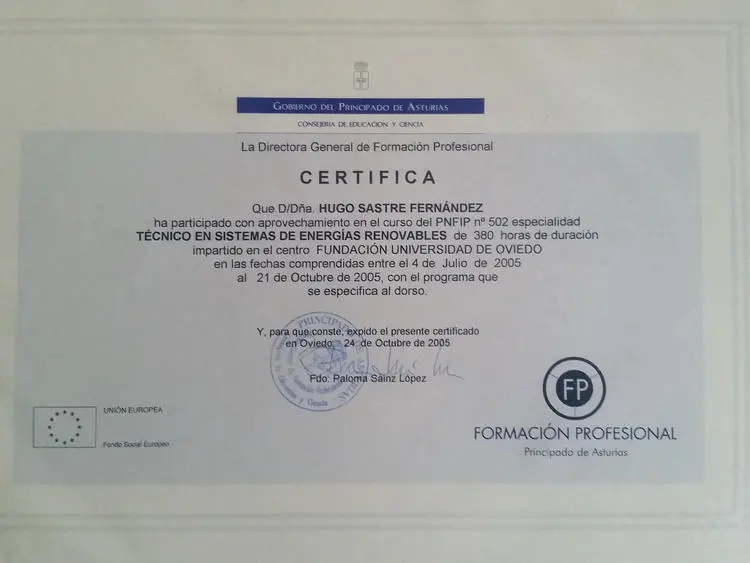 GOBIERNO DEL PRINCIPADO DE ASTURIAS
CONSEJERIA DE EDUCACION Y CIENCIA
La Directora General de Formación Profesional
CERTIFICA
Que D/Dña. HUGO SASTRE FERNÁNDEZ
ha participado con aprovechamiento en el curso del PNFIP nº 502 especialidad
TÉCNICO EN SISTEMAS DE ENERGÍAS RENOVABLES de 380 horas de duración
impartido en el centro FUNDACIÓN UNIVERSIDAD DE OVIEDO
en las fechas comprendidas entre el 4 de Julio de 2005
al 21 de Octubre de 2005, con el programa que
se especifica al dorso.
Y, para que conste, expido el presente certificado
en Oviedo, 24 de Octubre de 2005
Fdo: Paloma Sainz López
UNIÓN EUROPEA
Fondo Social Europeo
FP
FORMACIÓN PROFESIONAL
Principado de Asturias